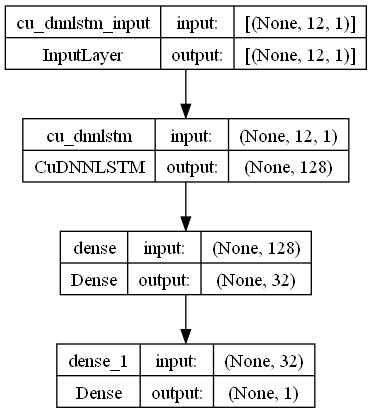 cu_dnnlstm_input input: [(None, 12, 1)]
InputLayer output: [(None, 12, 1)]
cu_dnnlstm input: (None, 12, 1)
CuDNNLSTM output: (None, 128)
dense input: (None, 128)
Dense output: (None, 32)
dense_1 input: (None, 32)
Dense output: (None, 1)